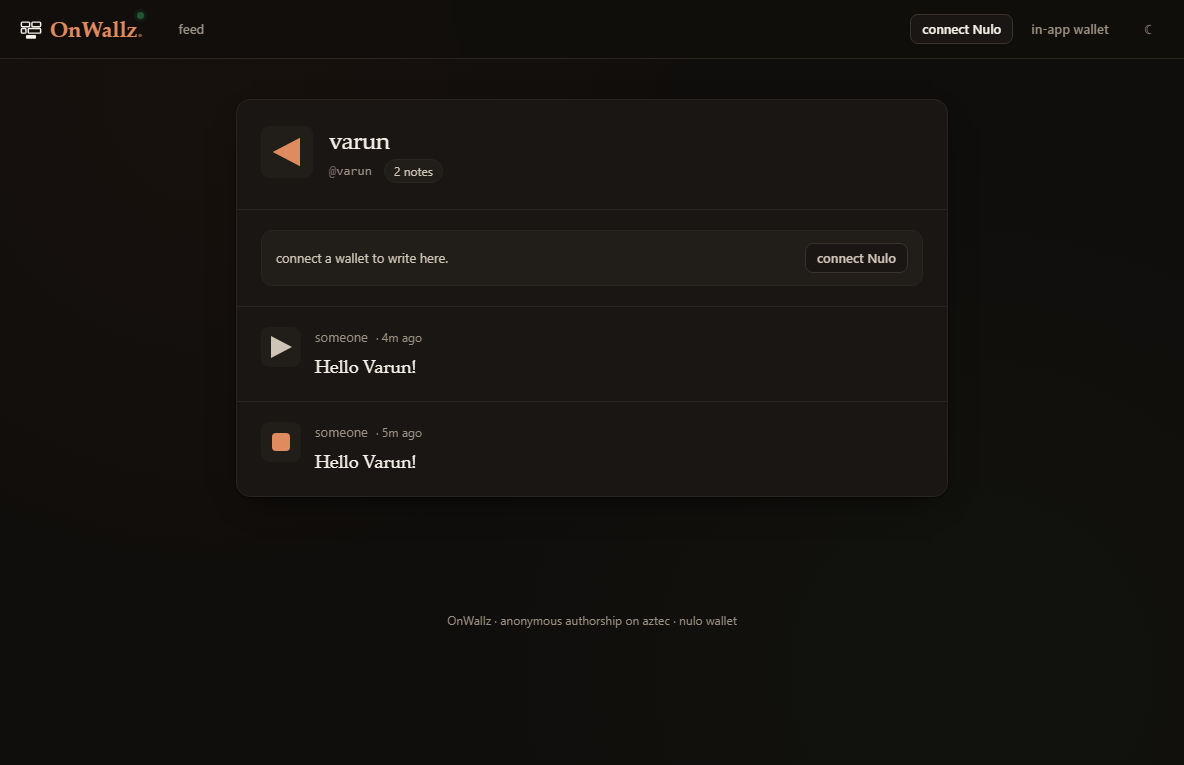 OnWallz.
feed
connect Nulo
in-app wallet
varun
@varun
2 notes
connect a wallet to write here.
connect Nulo
someone · 4m ago
Hello Varun!
someone · 5m ago
Hello Varun!
OnWallz · anonymous authorship on aztec · nulo wallet